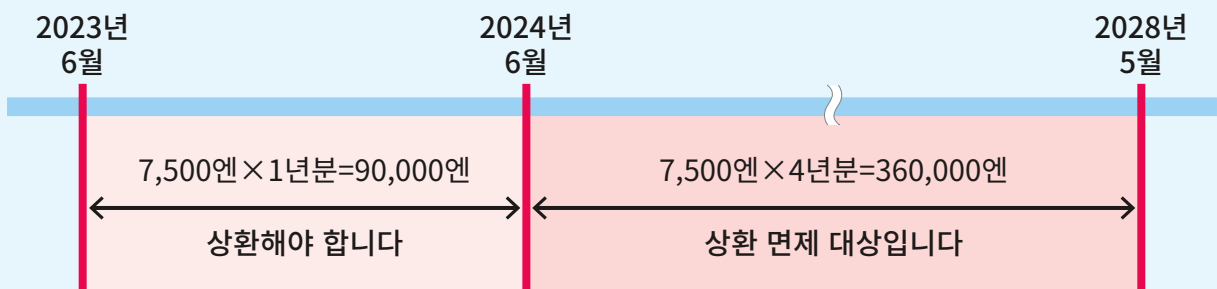 2023년
6월
2024년
6월
2028년
5월
7,500엔×1년분=90,000엔
7,500엔×4년분=360,000엔
상환해야 합니다
상환 면제 대상입니다